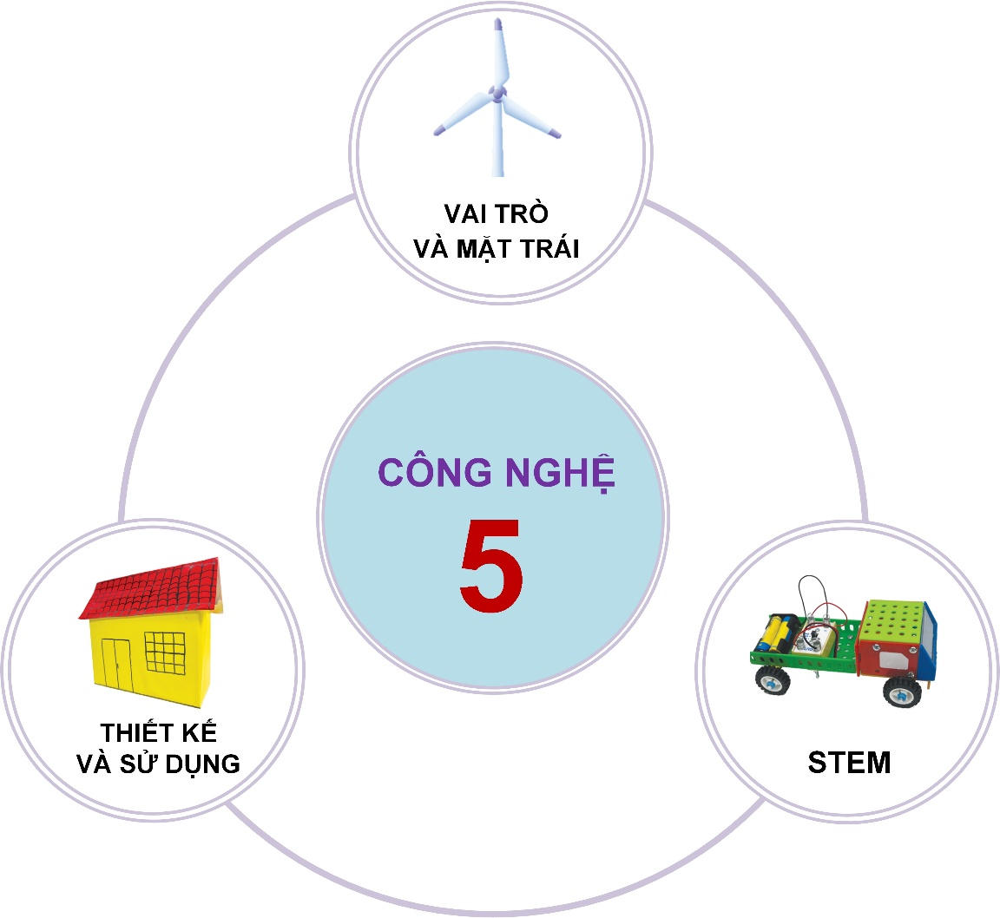 VAI TRÒ
VÀ MẶT TRÁI
CÔNG NGHỆ
5
THIẾT KẾ
VÀ SỬ DỤNG
STEM